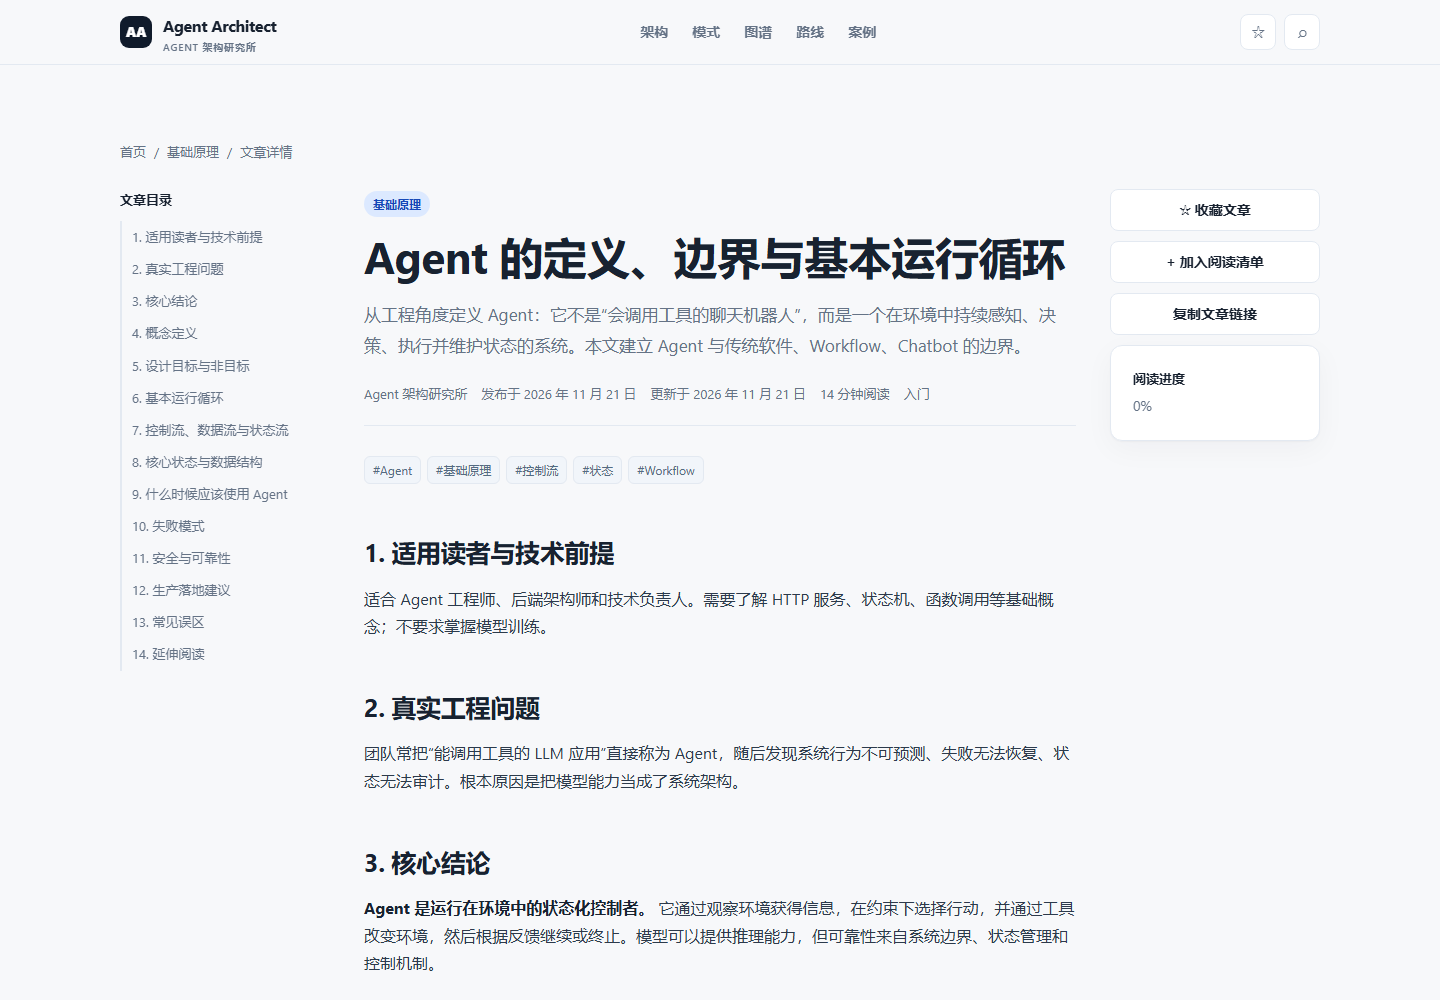 AA
Agent Architect
AGENT 架构研究所
架构 模式 图谱 路线 案例
☆ ⌕
首页 / 基础原理 / 文章详情
文章目录
1. 适用读者与技术前提
2. 真实工程问题
3. 核心结论
4. 概念定义
5. 设计目标与非目标
6. 基本运行循环
7. 控制流、数据流与状态流
8. 核心状态与数据结构
9. 什么时候应该使用 Agent
10. 失败模式
11. 安全与可靠性
12. 生产落地建议
13. 常见误区
14. 延伸阅读
基础原理
Agent 的定义、边界与基本运行循环
从工程角度定义 Agent：它不是“会调用工具的聊天机器人”，而是一个在环境中持续感知、决
策、执行并维护状态的系统。本文建立 Agent 与传统软件、Workflow、Chatbot 的边界。
Agent 架构研究所 发布于 2026 年 11 月 21 日 更新于 2026 年 11 月 21 日 14 分钟阅读 入门
#Agent #基础原理 #控制流 #状态 #Workflow
1. 适用读者与技术前提
适合 Agent 工程师、后端架构师和技术负责人。需要了解 HTTP 服务、状态机、函数调用等基础概
念；不要求掌握模型训练。
2. 真实工程问题
团队常把“能调用工具的 LLM 应用”直接称为 Agent，随后发现系统行为不可预测、失败无法恢复、状
态无法审计。根本原因是把模型能力当成了系统架构。
3. 核心结论
Agent 是运行在环境中的状态化控制者。 它通过观察环境获得信息，在约束下选择行动，并通过工具
改变环境，然后根据反馈继续或终止。模型可以提供推理能力，但可靠性来自系统边界、状态管理和
控制机制。
☆ 收藏文章
+ 加入阅读清单
复制文章链接
阅读进度
0%